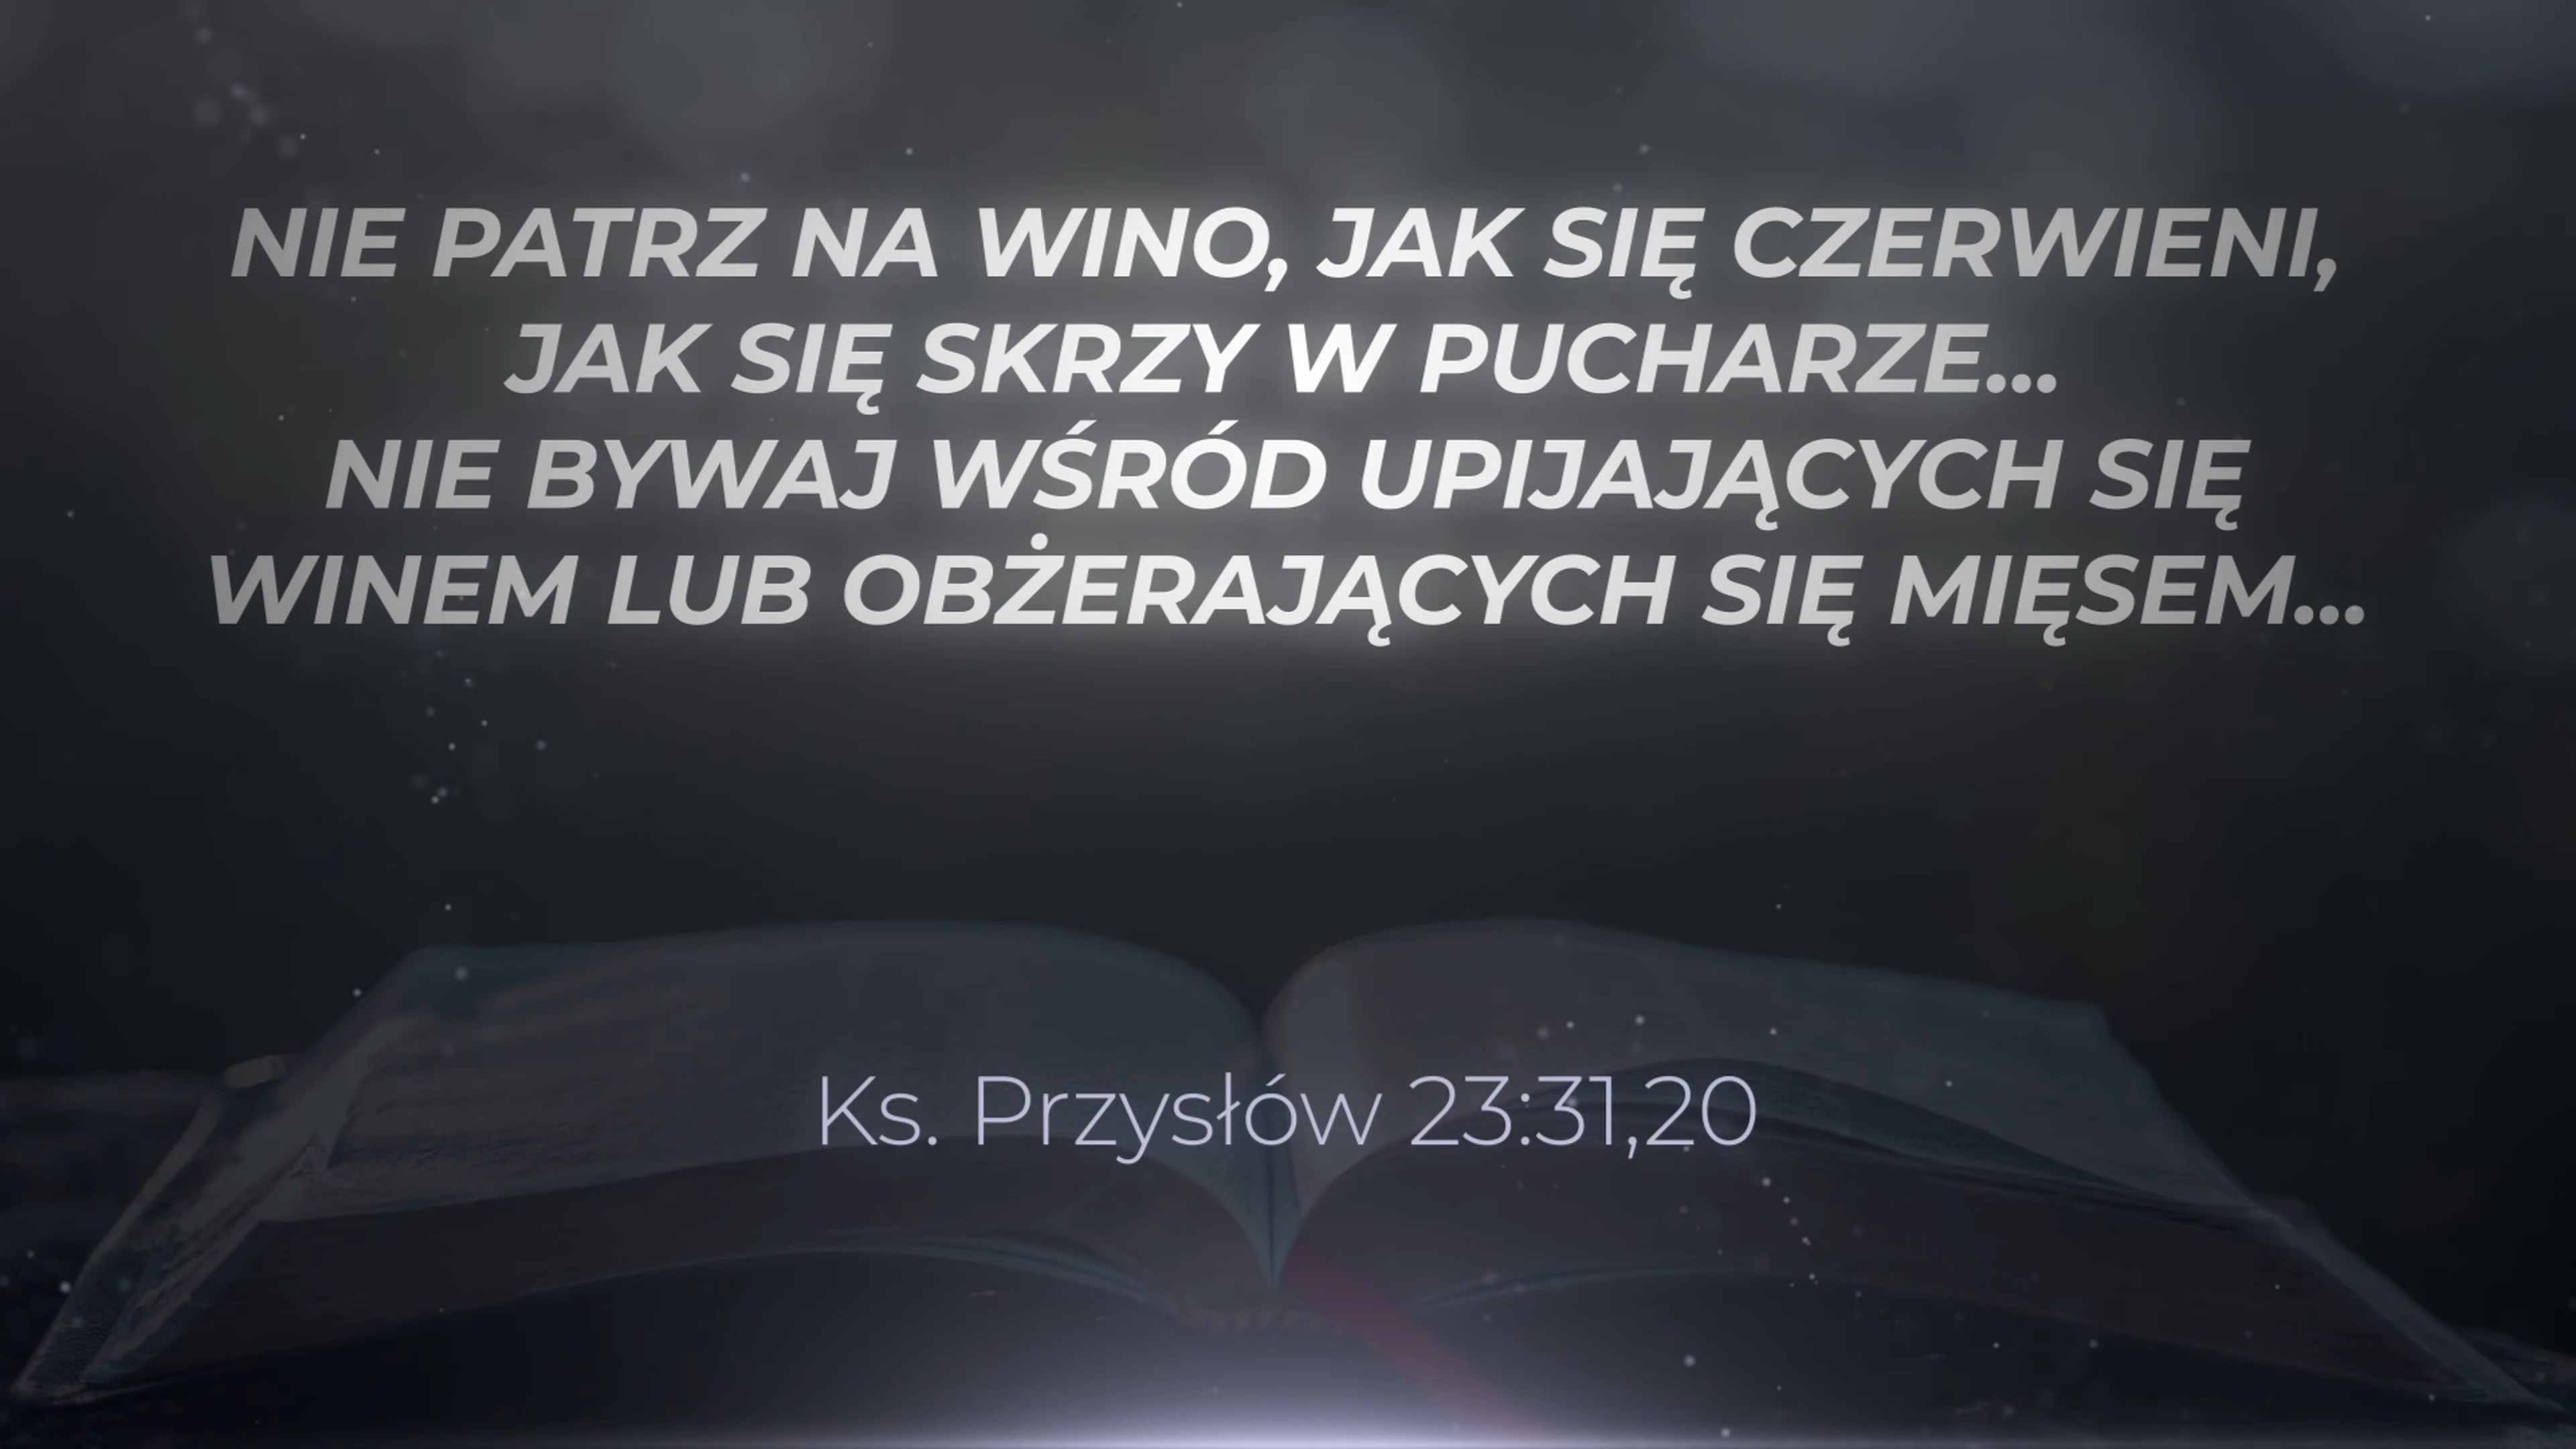 NIE PATRZ NA WINO, JAK SIĘ CZERWIENI,
JAK SIĘ SKRZY W PUCHARZE...
NIE BYWAJ WŚRÓD UPIJAJĄCYCH SIĘ
WINEM LUB OBŻERAJĄCYCH SIĘ MIĘSEM...
Ks. Przysłów 23:31,20